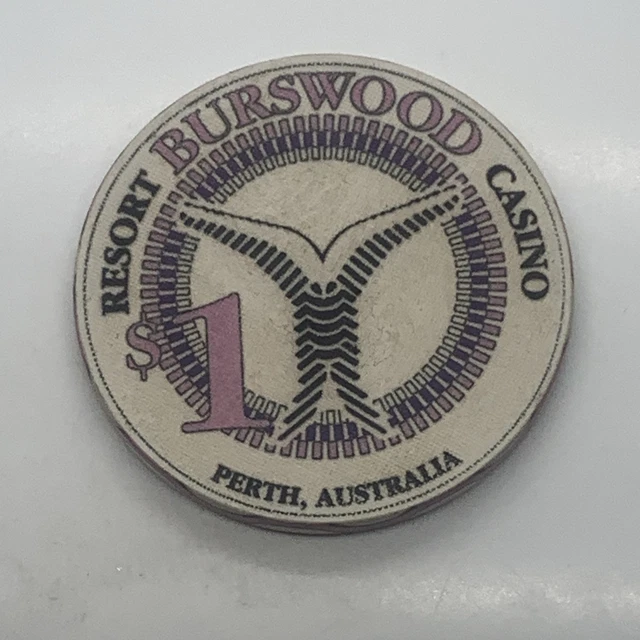 RESORT BURSWOOD CASINO
$1
PERTH, AUSTRALIA